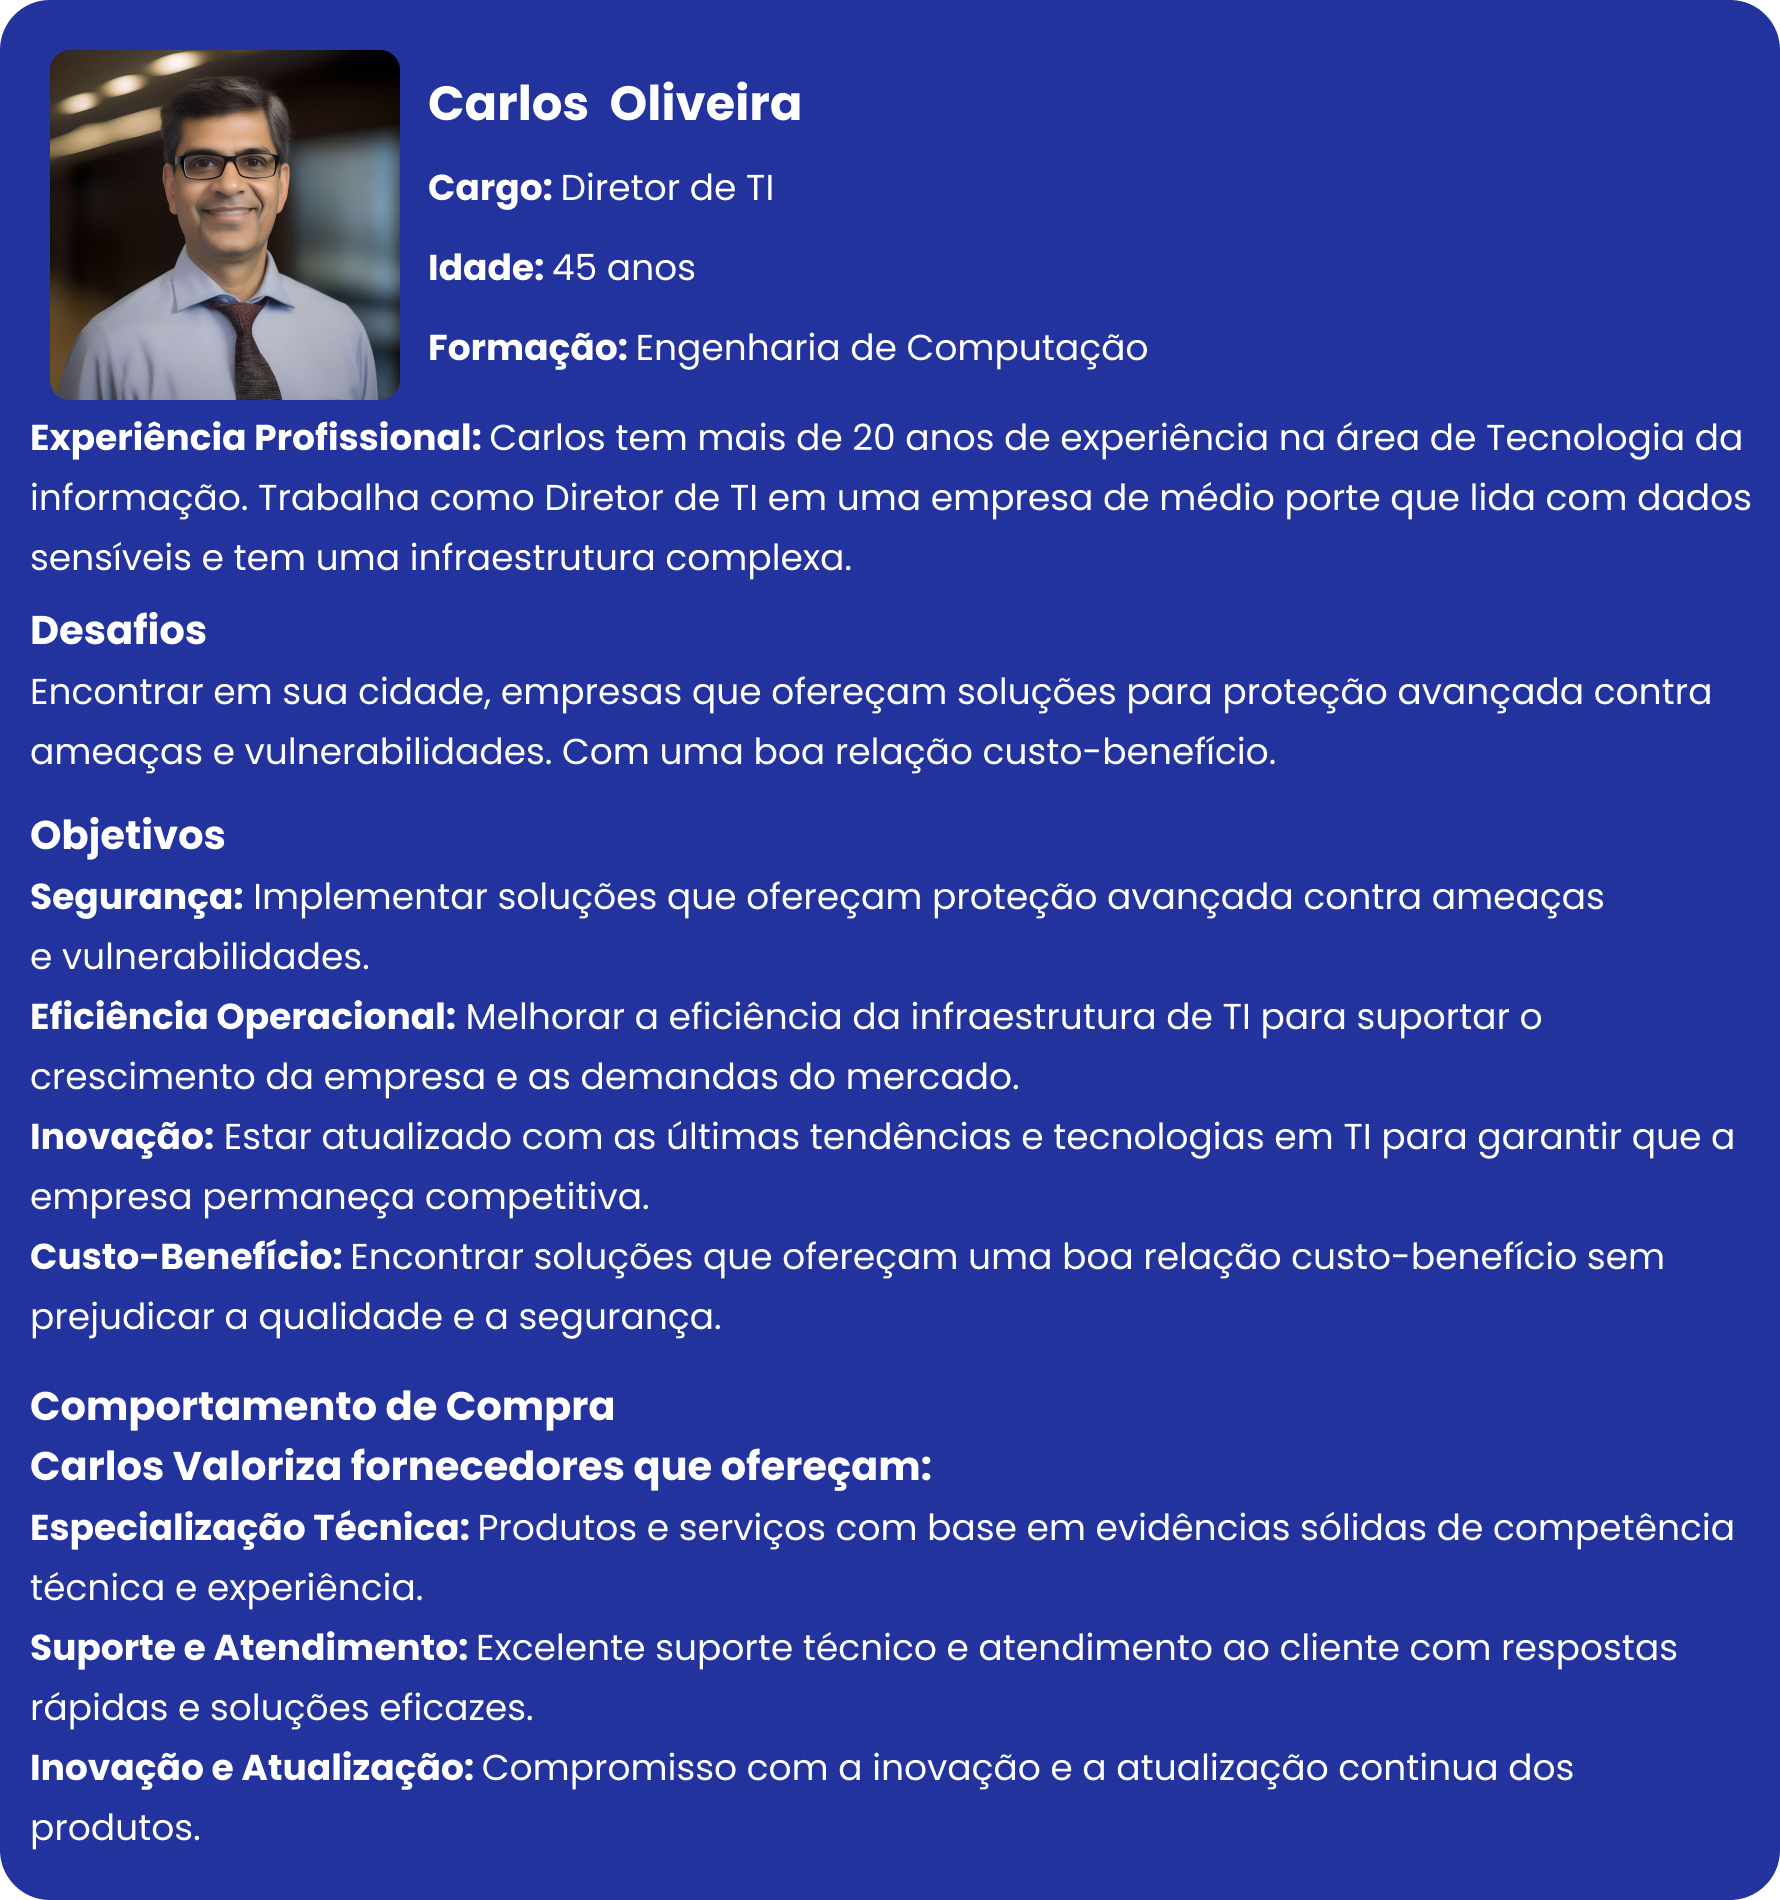 Carlos Oliveira
Cargo: Diretor de TI
Idade: 45 anos
Formação: Engenharia de Computação
Experiência Profissional: Carlos tem mais de 20 anos de experiência na área de Tecnologia da
informação. Trabalha como Diretor de TI em uma empresa de médio porte que lida com dados
sensíveis e tem uma infraestrutura complexa.
Desafios
Encontrar em sua cidade, empresas que ofereçam soluções para proteção avançada contra
ameaças e vulnerabilidades. Com uma boa relação custo-benefício.
Objetivos
Segurança: Implementar soluções que ofereçam proteção avançada contra ameaças
e vulnerabilidades.
Eficiência Operacional: Melhorar a eficiência da infraestrutura de TI para suportar o
crescimento da empresa e as demandas do mercado.
Inovação: Estar atualizado com as últimas tendências e tecnologias em TI para garantir que a
empresa permaneça competitiva.
Custo-Benefício: Encontrar soluções que ofereçam uma boa relação custo-benefício sem
prejudicar a qualidade e a segurança.
Comportamento de Compra
Carlos Valoriza fornecedores que ofereçam:
Especialização Técnica: Produtos e serviços com base em evidências sólidas de competência
técnica e experiência.
Suporte e Atendimento: Excelente suporte técnico e atendimento ao cliente com respostas
rápidas e soluções eficazes.
Inovação e Atualização: Compromisso com a inovação e a atualização continua dos
produtos.